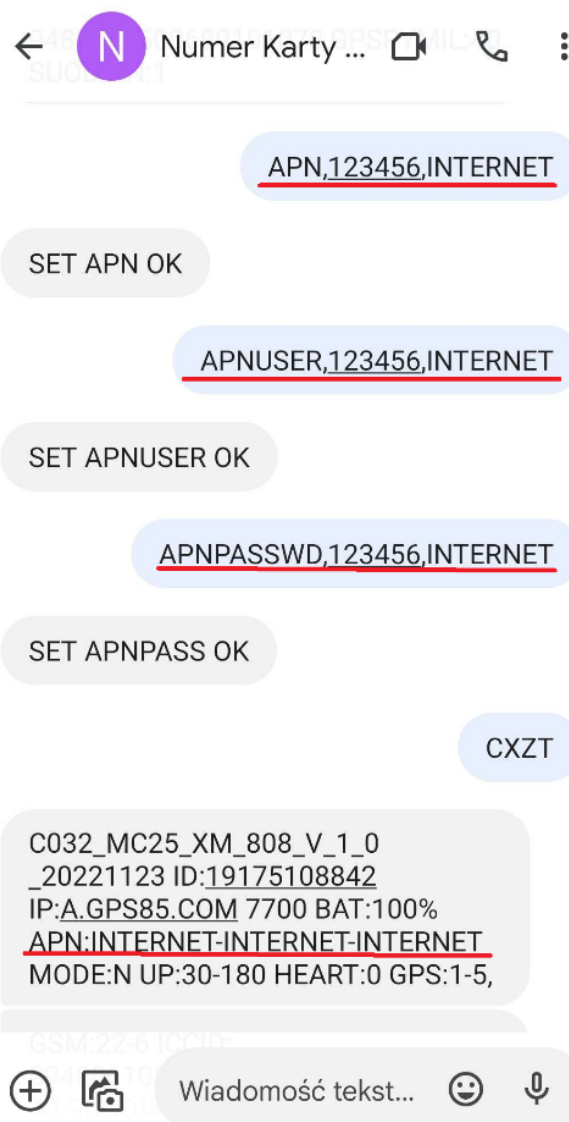 Numer Karty ...
APN,123456,INTERNET
SET APN OK
APNUSER,123456,INTERNET
SET APNUSER OK
APNPASSWD,123456,INTERNET
SET APNPASS OK
CXZT
C032_MC25_XM_808_V_1_0
_20221123 ID:19175108842
IP:A.GPS85.COM 7700 BAT:100%
APN:INTERNET-INTERNET-INTERNET
MODE:N UP:30-180 HEART:0 GPS:1-5,
GSM:22-6 ICCID:
Wiadomość tekst...